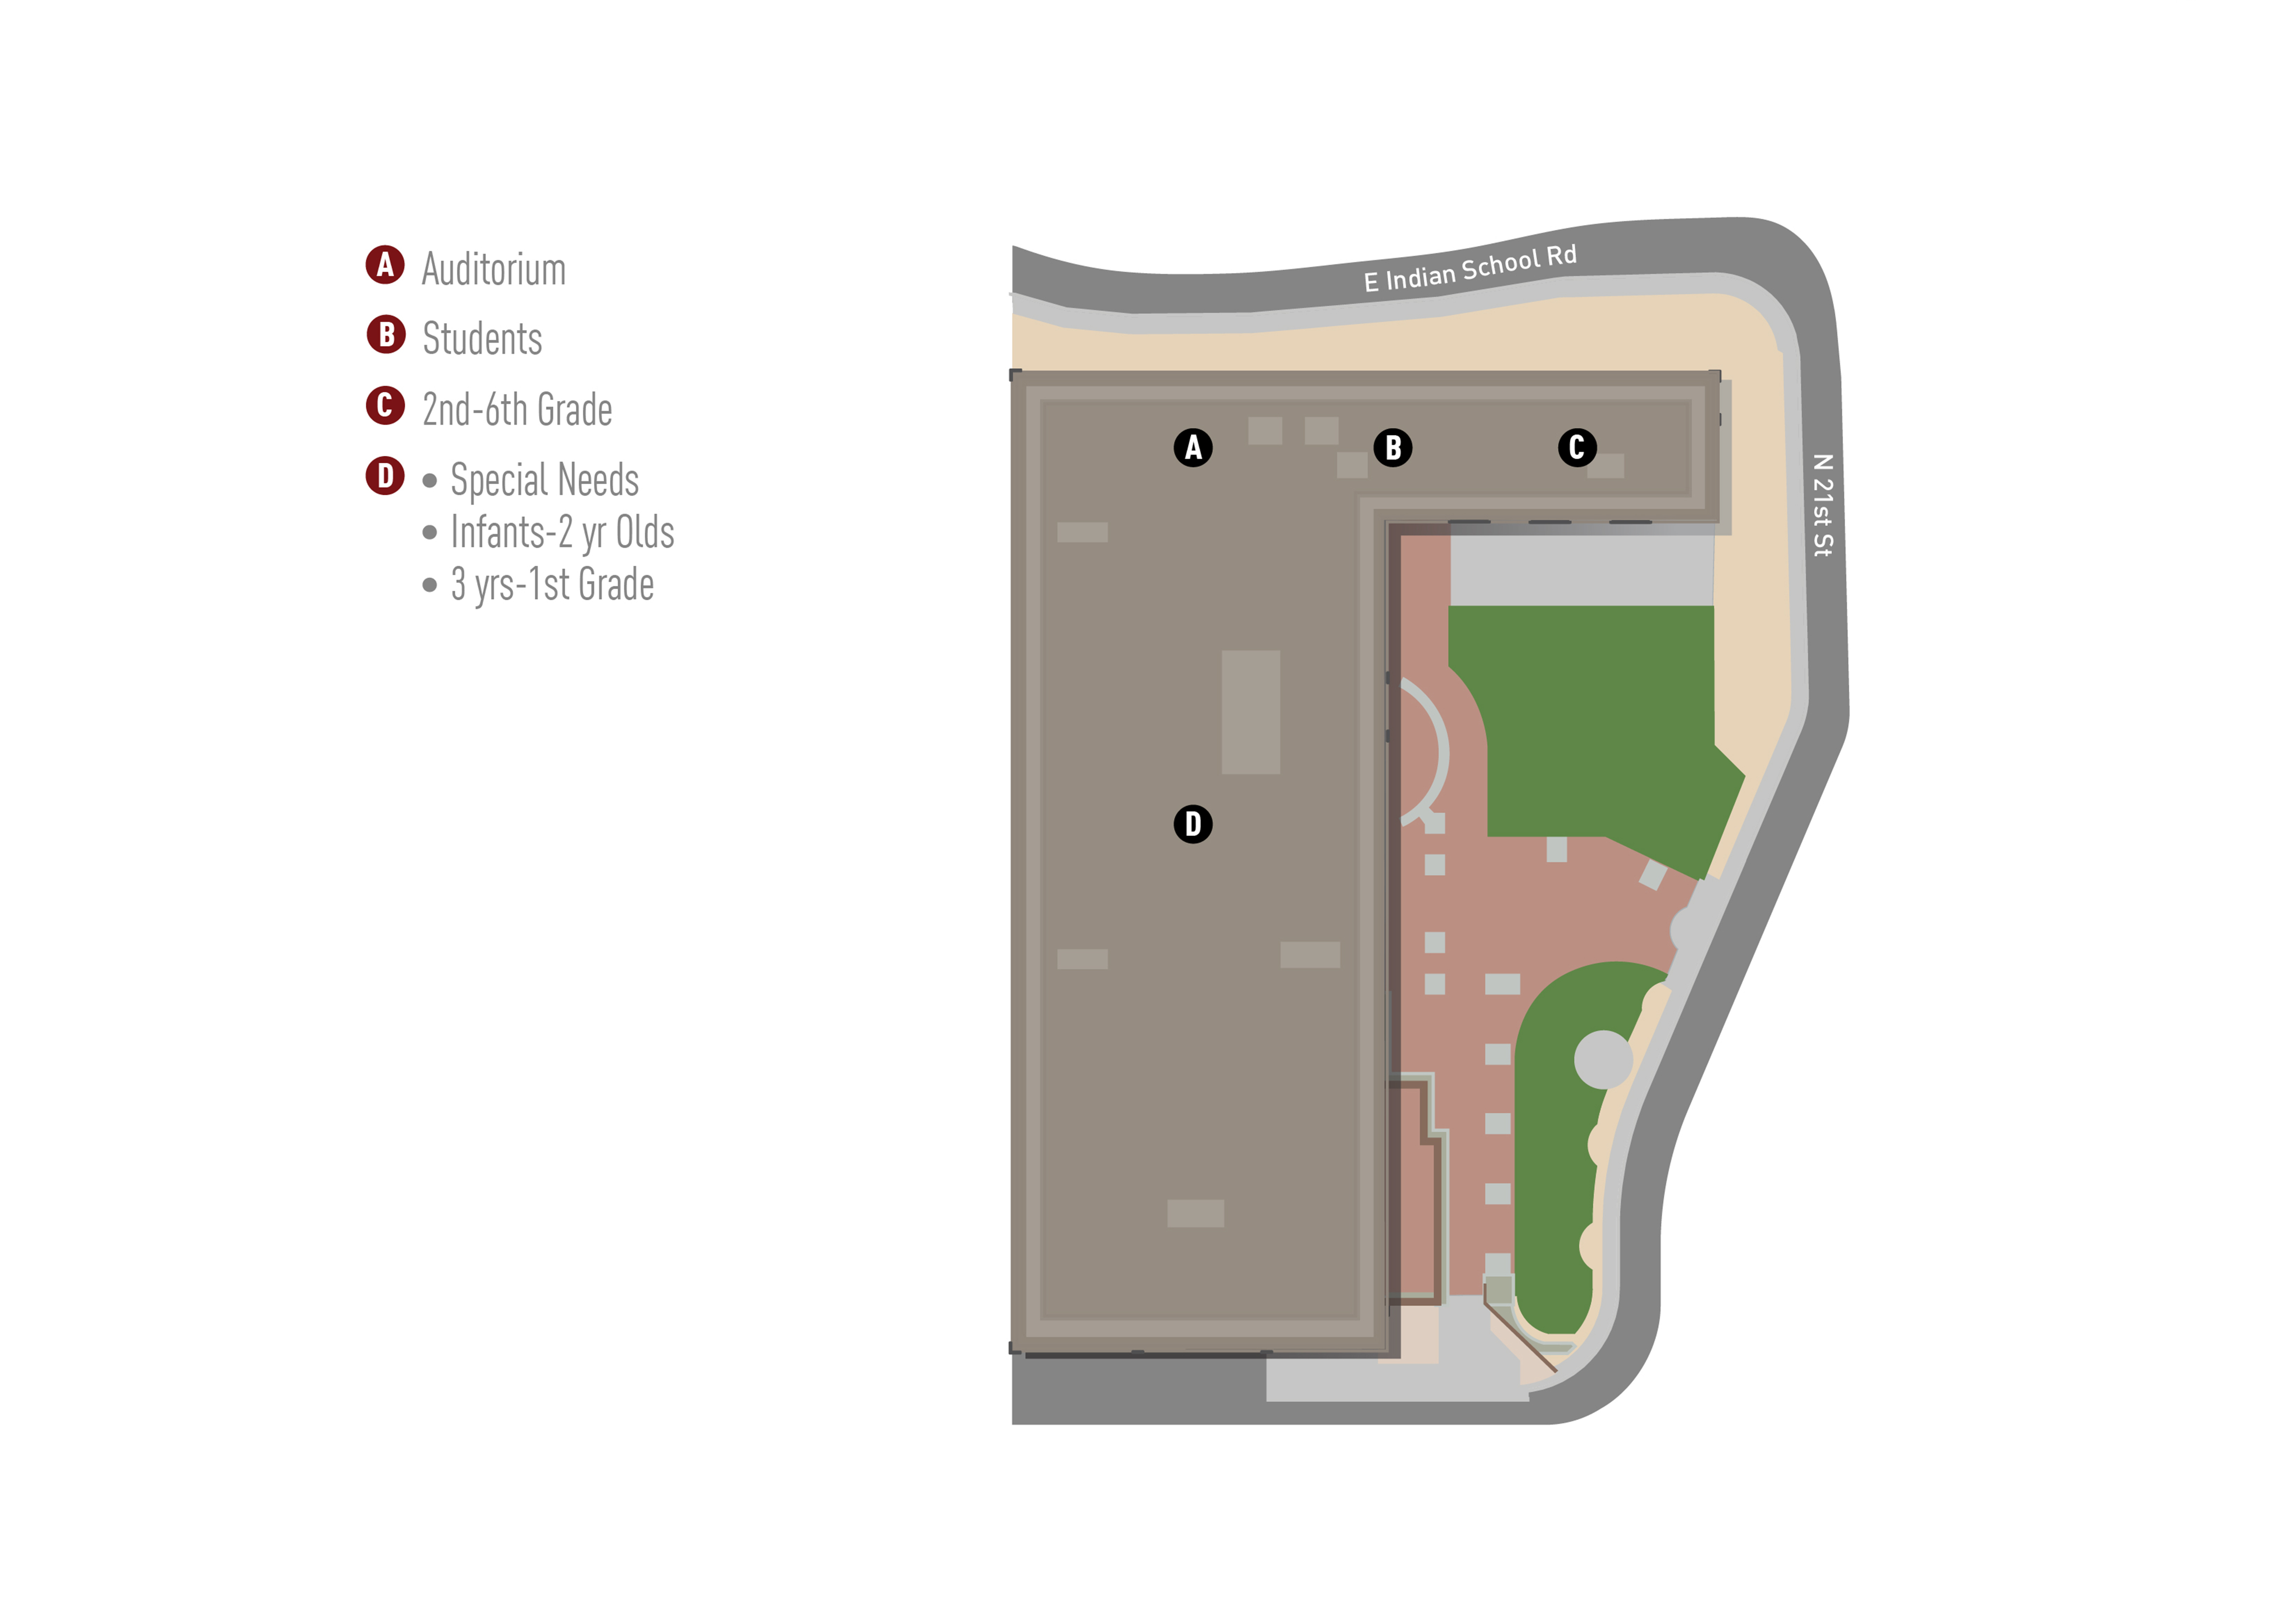 A Auditorium
B Students
C 2nd-6th Grade
D • Special Needs
• Infants-2 yr Olds
• 3 yrs-1st Grade
E Indian School Rd
N 21st St
A
B
C
D